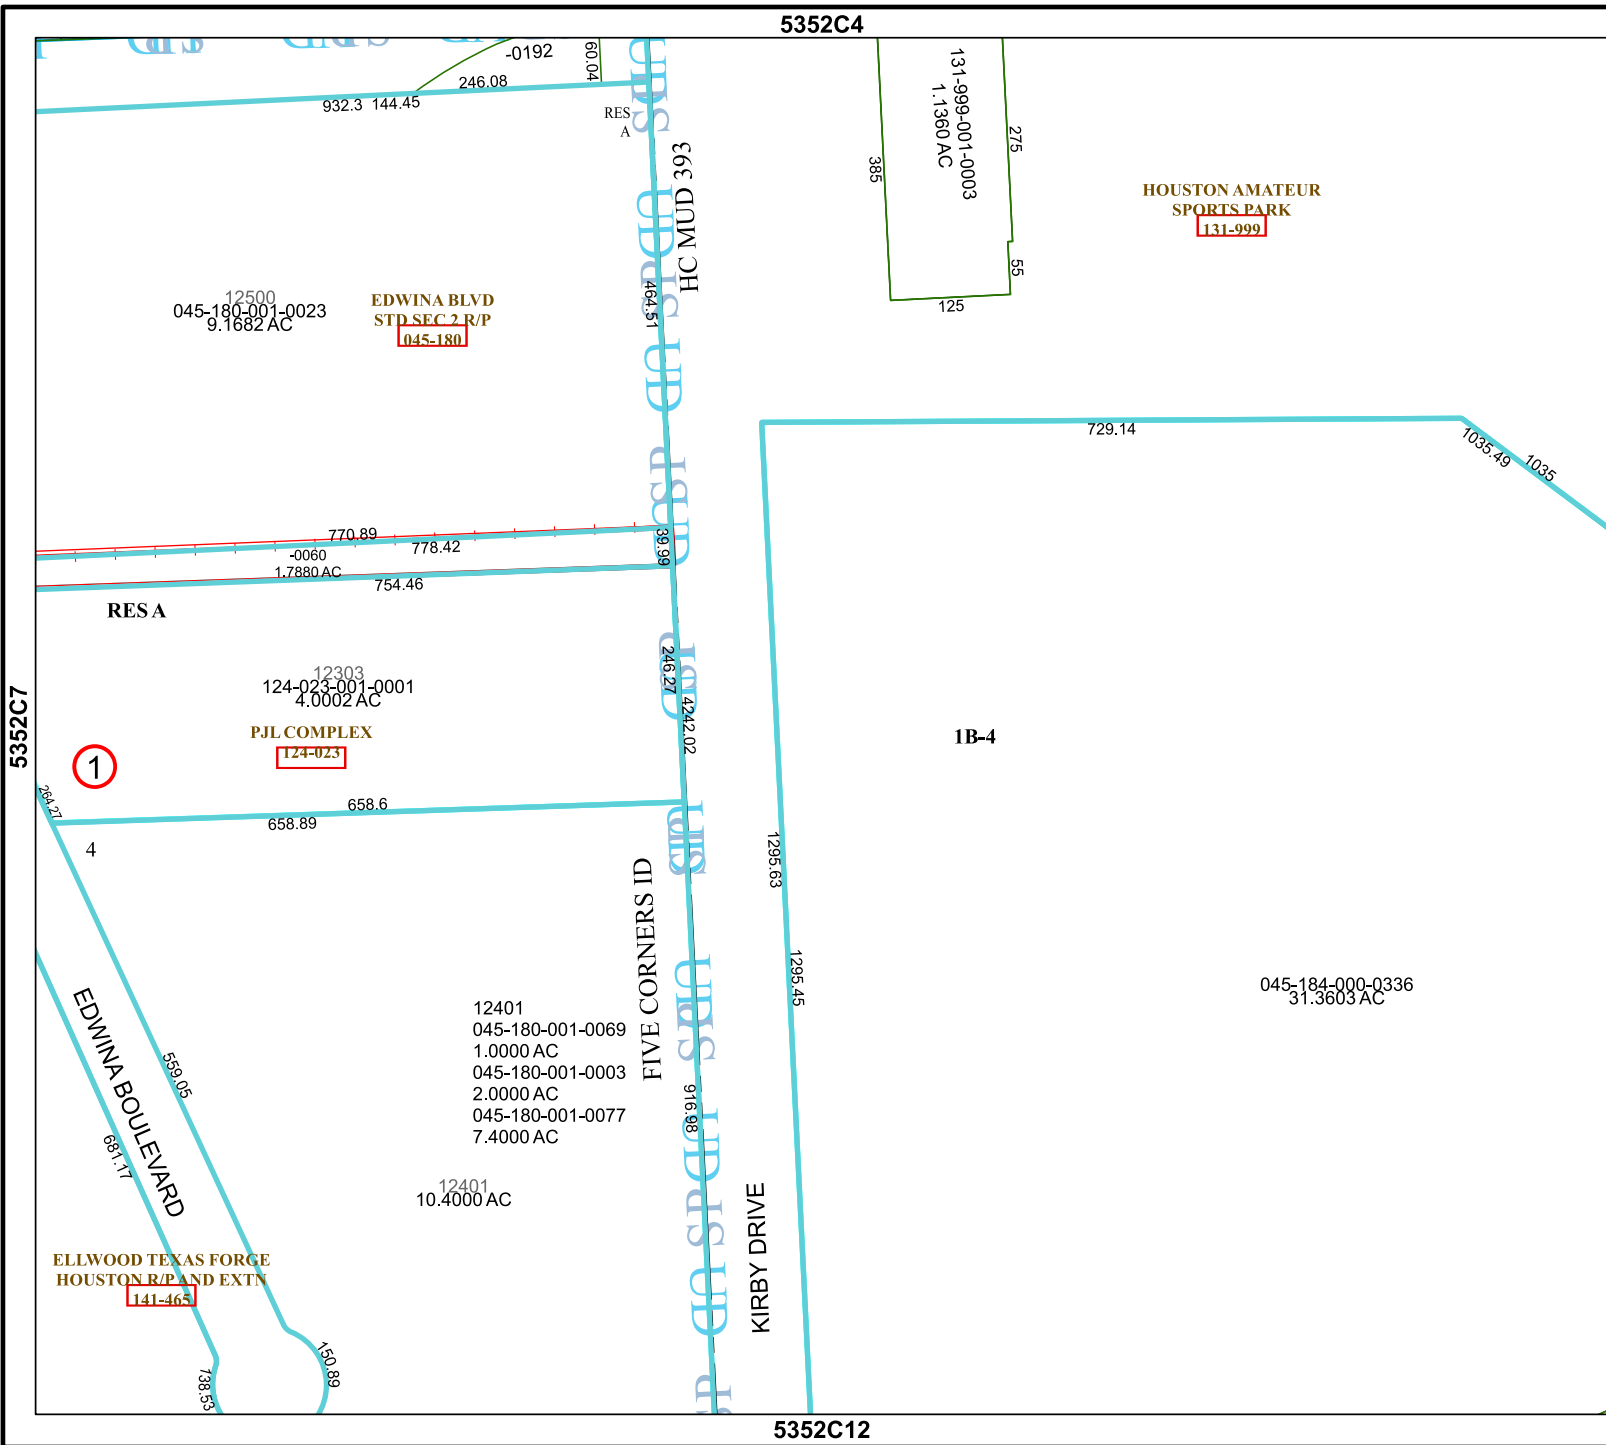 5352C4
-0192
60.04
246.08
932.3 144.45
RES
A
HC MUD 393
464.51
131-999-001-0003
1.1360 AC
275
385
55
125
HOUSTON AMATEUR
SPORTS PARK
131-999
12500
045-180-001-0023
9.1682 AC
EDWINA BLVD
STD SEC 2 R/P
045-180
729.14
1035.49
1035
770.89
778.42
39.99
-0060
1.7880 AC
754.46
RES A
12303
124-023-001-0001
4.0002 AC
PJL COMPLEX
124-023
246.27
4242.02
5352C7
1
1B-4
264.27
658.6
658.89
4
1295.63
1295.45
FIVE CORNERS ID
045-184-000-0336
31.3603 AC
12401
045-180-001-0069
1.0000 AC
045-180-001-0003
2.0000 AC
045-180-001-0077
7.4000 AC
916.98
EDWINA BOULEVARD
559.05
681.17
12401
10.4000 AC
KIRBY DRIVE
ELLWOOD TEXAS FORGE
HOUSTON R/P AND EXTN
141-465
150.89
738.53
5352C12